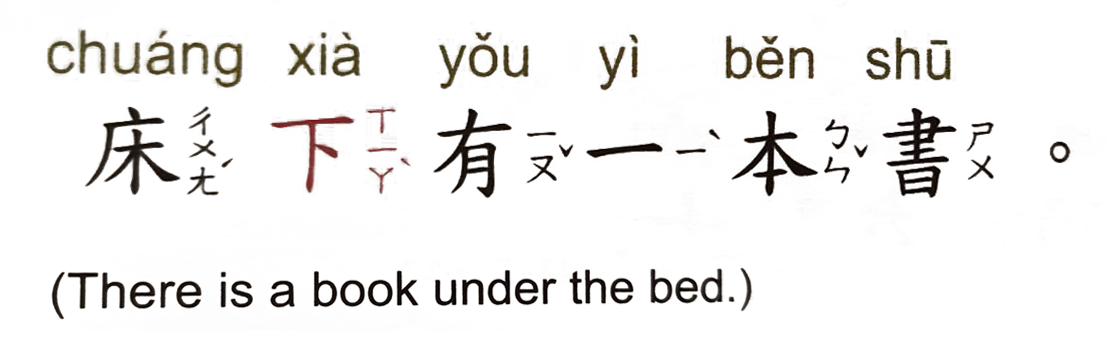 chuáng xià yǒu yì běn shū
床ㄔㄨㄤˊ下ㄒㄧㄚˋ有ㄧㄡˇ一ㄧˋ本ㄅㄣˇ書ㄕㄨ。
(There is a book under the bed.)